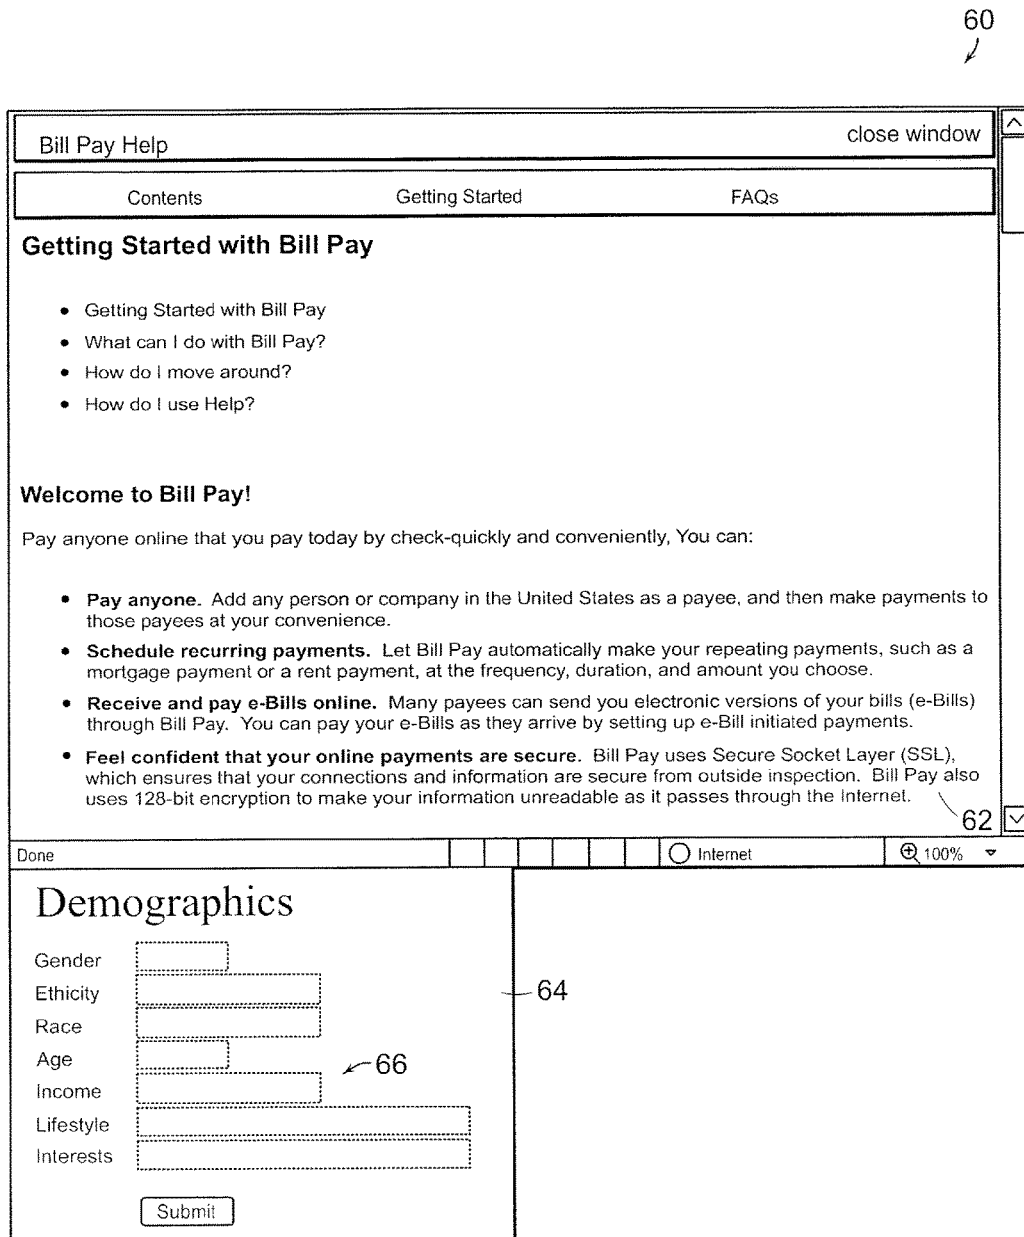 60
Bill Pay Help close window
Contents Getting Started FAQs
Getting Started with Bill Pay
• Getting Started with Bill Pay
• What can I do with Bill Pay?
• How do I move around?
• How do I use Help?
Welcome to Bill Pay!
Pay anyone online that you pay today by check-quickly and conveniently, You can:
• Pay anyone. Add any person or company in the United States as a payee, and then make payments to
those payees at your convenience.
• Schedule recurring payments. Let Bill Pay automatically make your repeating payments, such as a
mortgage payment or a rent payment, at the frequency, duration, and amount you choose.
• Receive and pay e-Bills online. Many payees can send you electronic versions of your bills (e-Bills)
through Bill Pay. You can pay your e-Bills as they arrive by setting up e-Bill initiated payments.
• Feel confident that your online payments are secure. Bill Pay uses Secure Socket Layer (SSL),
which ensures that your connections and information are secure from outside inspection. Bill Pay also
uses 128-bit encryption to make your information unreadable as it passes through the Internet.
62
Done Internet 100%
Demographics
Gender
Ethicity
64
Race
Age
66
Income
Lifestyle
Interests
Submit